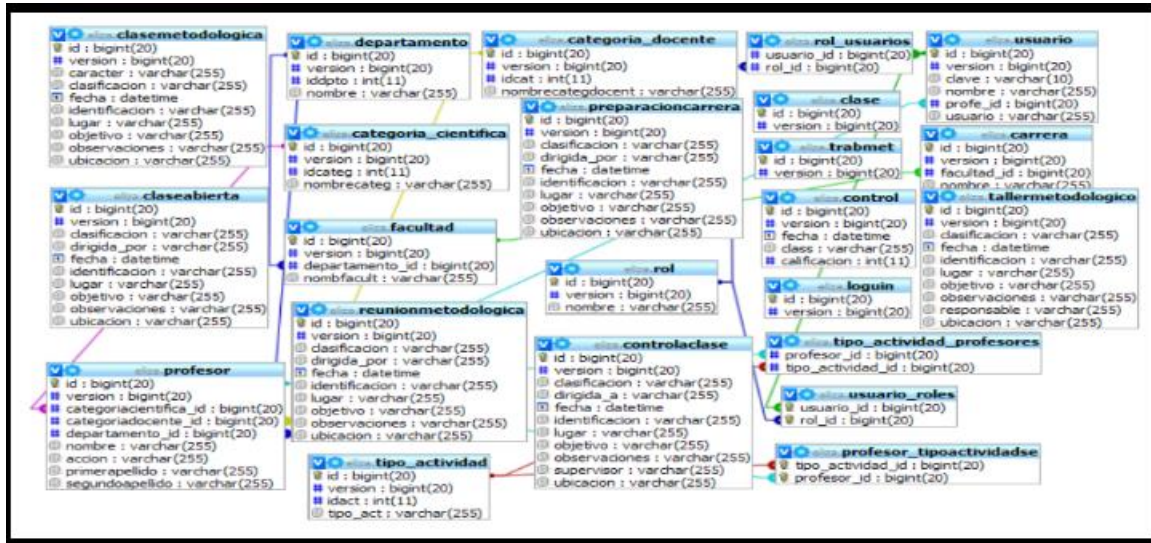 eliza.clasemetodologica
id : bigint(20)
version : bigint(20)
caracter : varchar(255)
clasificacion : varchar(255)
fecha : datetime
identificacion : varchar(255)
lugar : varchar(255)
objetivo : varchar(255)
observaciones : varchar(255)
ubicacion : varchar(255)
departamento
id : bigint(20)
version : bigint(20)
iddpto : int(11)
nombre : varchar(255)
categoria_docente
id : bigint(20)
version : bigint(20)
idcat : int(11)
nombrecategdocent : varchar(255)
rol_usuarios
usuario_id : bigint(20)
rol_id : bigint(20)
usuario
id : bigint(20)
version : bigint(20)
clave : varchar(10)
nombre : varchar(255)
profe_id : bigint(20)
usuario : varchar(255)
preparacioncarrera
id : bigint(20)
version : bigint(20)
clasificacion : varchar(255)
dirigida_por : varchar(255)
fecha : datetime
identificacion : varchar(255)
lugar : varchar(255)
objetivo : varchar(255)
observaciones : varchar(255)
ubicacion : varchar(255)
clase
id : bigint(20)
version : bigint(20)
categoria_cientifica
id : bigint(20)
version : bigint(20)
idcateg : int(11)
nombrecateg : varchar(255)
carrera
id : bigint(20)
version : bigint(20)
facultad_id : bigint(20)
nombre : varchar(255)
trabmet
id : bigint(20)
version : bigint(20)
claseabierta
id : bigint(20)
version : bigint(20)
clasificacion : varchar(255)
dirigida_por : varchar(255)
fecha : datetime
identificacion : varchar(255)
lugar : varchar(255)
objetivo : varchar(255)
observaciones : varchar(255)
ubicacion : varchar(255)
control
id : bigint(20)
version : bigint(20)
fecha : datetime
class : varchar(255)
calificacion : int(11)
tallermetodologico
id : bigint(20)
version : bigint(20)
clasificacion : varchar(255)
fecha : datetime
identificacion : varchar(255)
lugar : varchar(255)
objetivo : varchar(255)
observaciones : varchar(255)
responsable : varchar(255)
ubicacion : varchar(255)
facultad
id : bigint(20)
version : bigint(20)
departamento_id : bigint(20)
nombfacult : varchar(255)
rol
id : bigint(20)
version : bigint(20)
nombre : varchar(255)
loguin
id : bigint(20)
version : bigint(20)
reunionmetodologica
id : bigint(20)
version : bigint(20)
clasificacion : varchar(255)
dirigida_por : varchar(255)
fecha : datetime
identificacion : varchar(255)
lugar : varchar(255)
objetivo : varchar(255)
observaciones : varchar(255)
ubicacion : varchar(255)
controlaclase
id : bigint(20)
version : bigint(20)
clasificacion : varchar(255)
dirigida_a : varchar(255)
fecha : datetime
identificacion : varchar(255)
lugar : varchar(255)
objetivo : varchar(255)
observaciones : varchar(255)
supervisor : varchar(255)
ubicacion : varchar(255)
tipo_actividad_profesores
profesor_id : bigint(20)
tipo_actividad_id : bigint(20)
profesor
id : bigint(20)
version : bigint(20)
categoriacientifica_id : bigint(20)
categoriadocente_id : bigint(20)
departamento_id : bigint(20)
nombre : varchar(255)
accion : varchar(255)
primerapellido : varchar(255)
segundoapellido : varchar(255)
usuario_roles
usuario_id : bigint(20)
rol_id : bigint(20)
profesor_tipoactividadse
tipo_actividad_id : bigint(20)
profesor_id : bigint(20)
tipo_actividad
id : bigint(20)
version : bigint(20)
idact : int(11)
tipo_act : varchar(255)